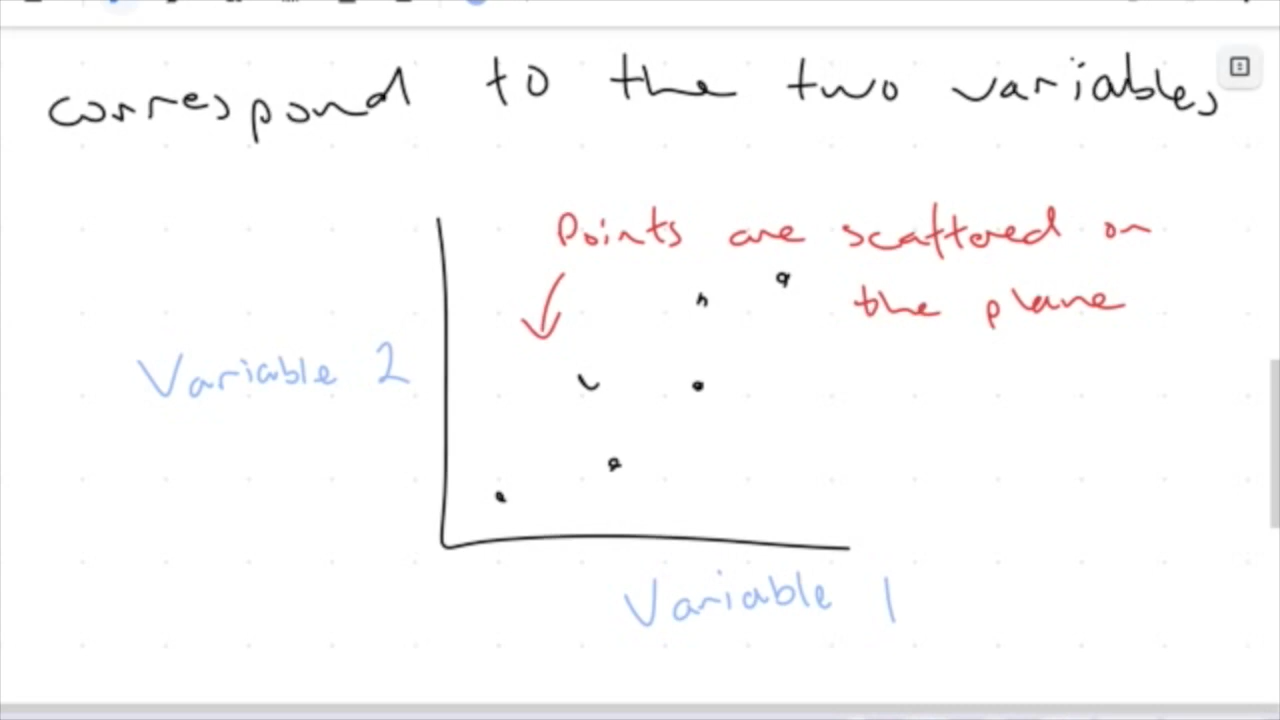 correspond to the two variables
Points are scattered on
the plane
Variable 2
Variable 1